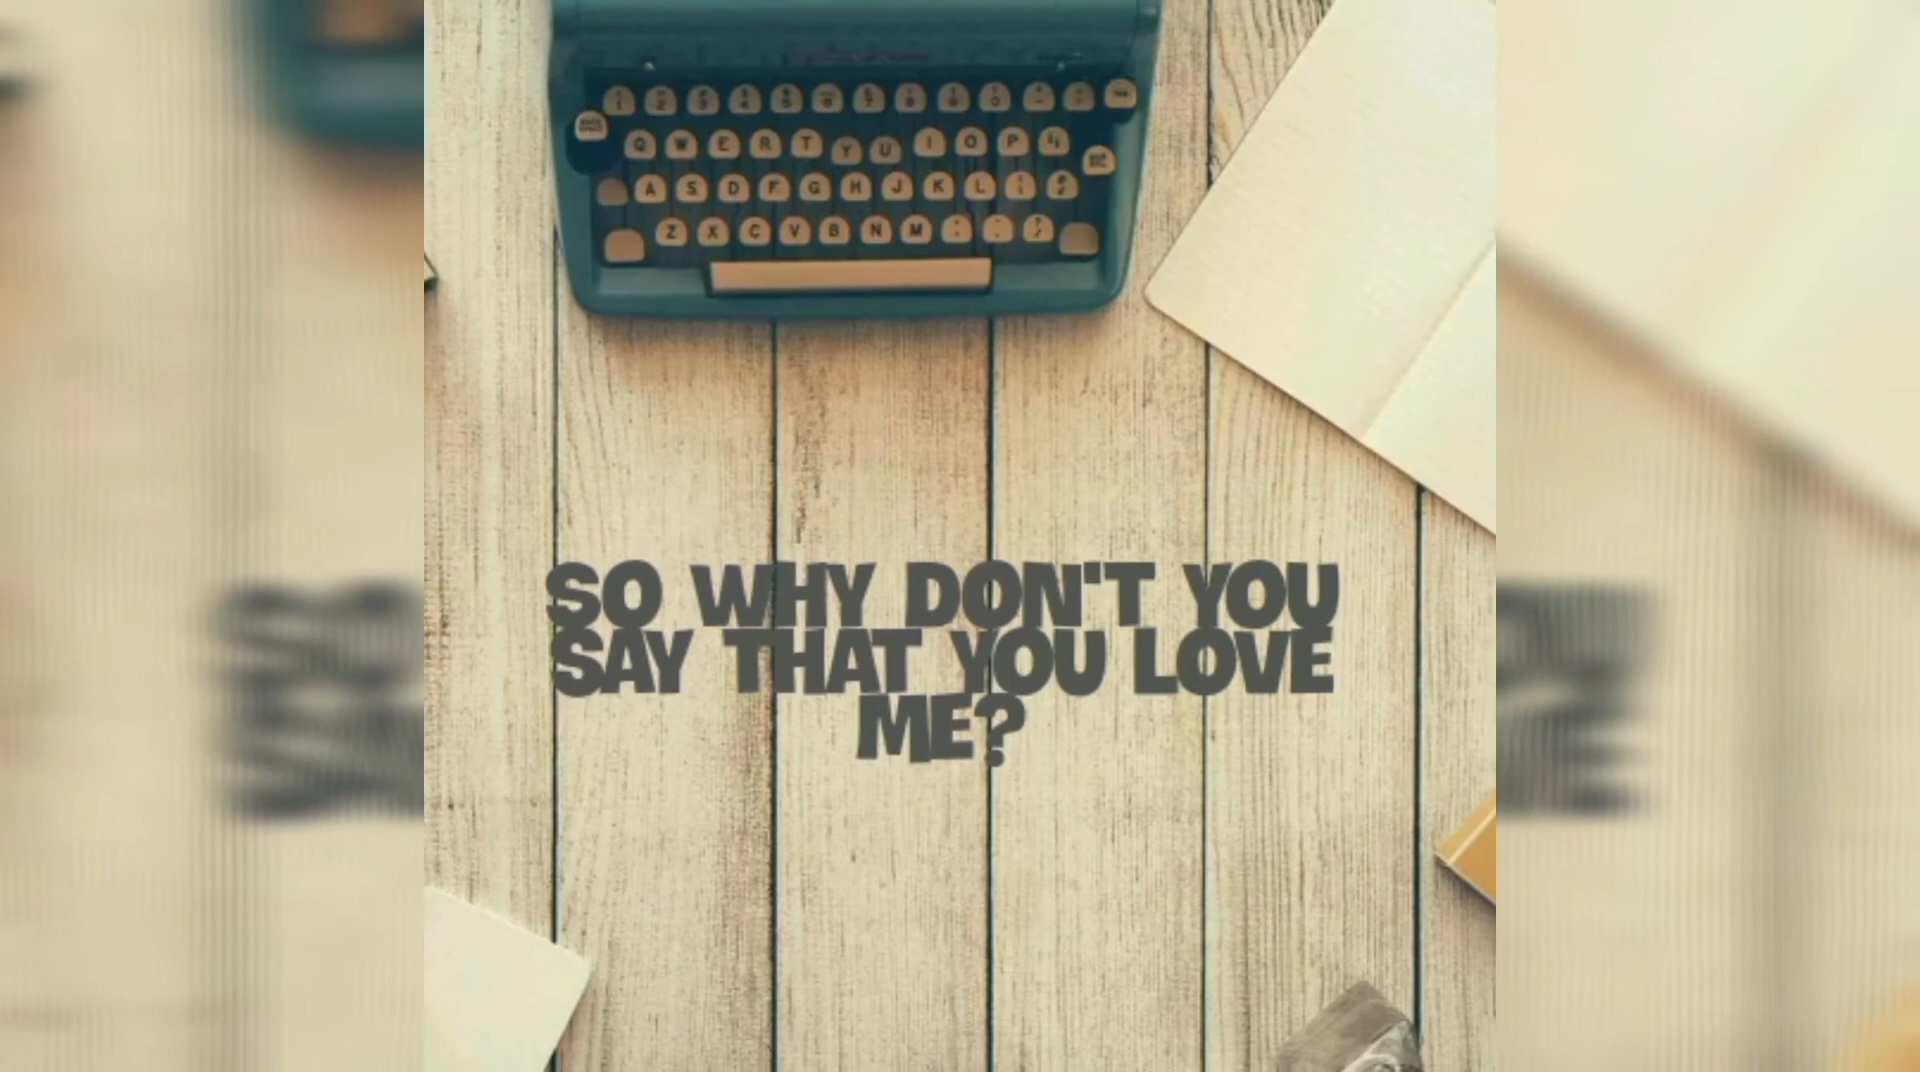 Q W E R T Y U I O P
A S D F G H J K L
Z X C V B N M
SO WHY DON'T YOU
SAY THAT YOU LOVE
ME?